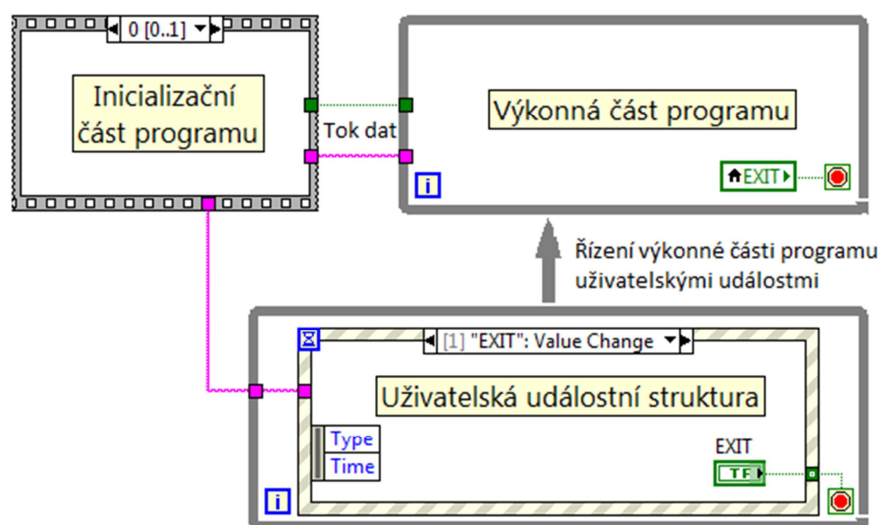 0 [0..1]
Inicializační
část programu
Tok dat
Výkonná část programu
i
EXIT
Řízení výkonné části programu
uživatelskými událostmi
[1] "EXIT": Value Change
Uživatelská událostní struktura
Type
Time
EXIT
TF
i